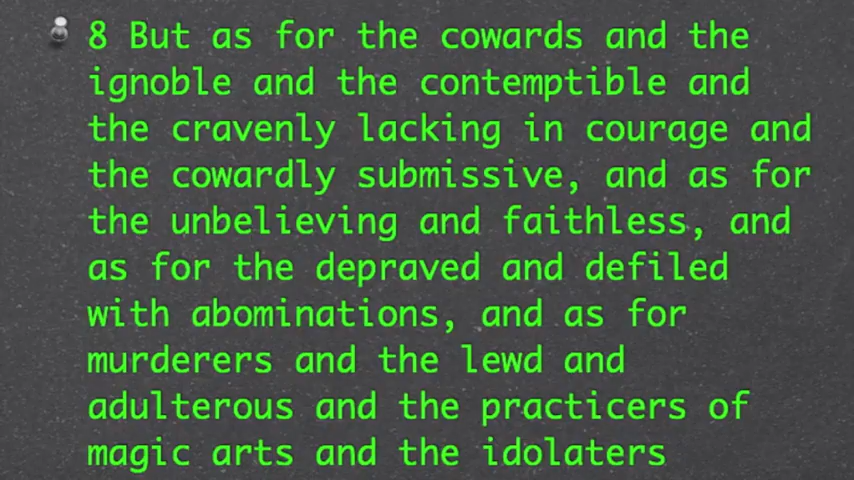 8 But as for the cowards and the
ignoble and the contemptible and
the cravenly lacking in courage and
the cowardly submissive, and as for
the unbelieving and faithless, and
as for the depraved and defiled
with abominations, and as for
murderers and the lewd and
adulterous and the practicers of
magic arts and the idolaters